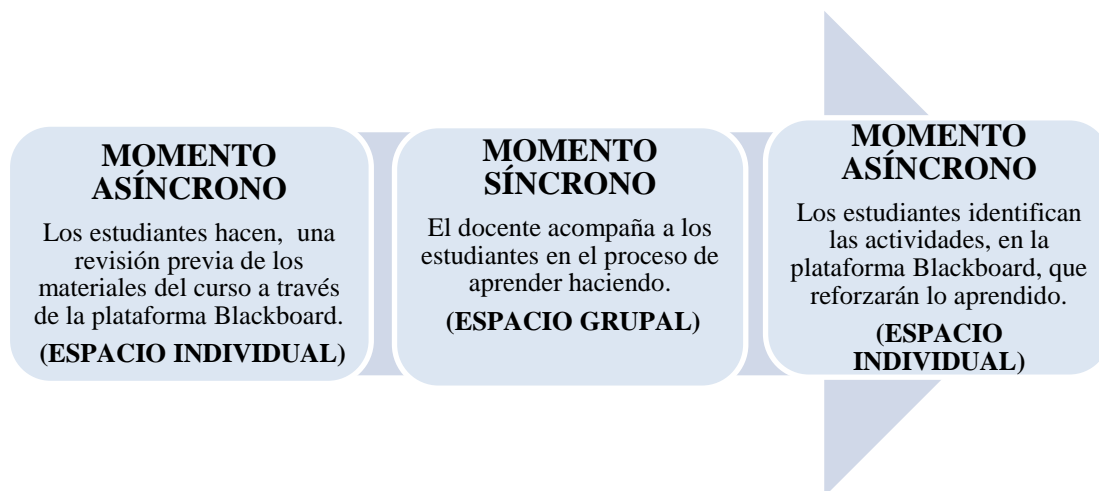 MOMENTO
ASÍNCRONO
Los estudiantes hacen, una
revisión previa de los
materiales del curso a través
de la plataforma Blackboard.
(ESPACIO INDIVIDUAL)
MOMENTO
SÍNCRONO
El docente acompaña a los
estudiantes en el proceso de
aprender haciendo.
(ESPACIO GRUPAL)
MOMENTO
ASÍNCRONO
Los estudiantes identifican
las actividades, en la
plataforma Blackboard, que
reforzarán lo aprendido.
(ESPACIO
INDIVIDUAL)